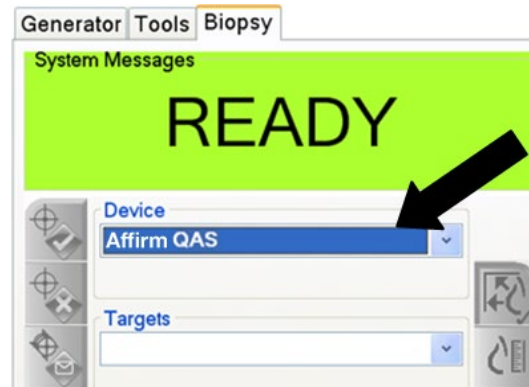 Generator Tools Biopsy
System Messages
READY
Device
Affirm QAS
Targets